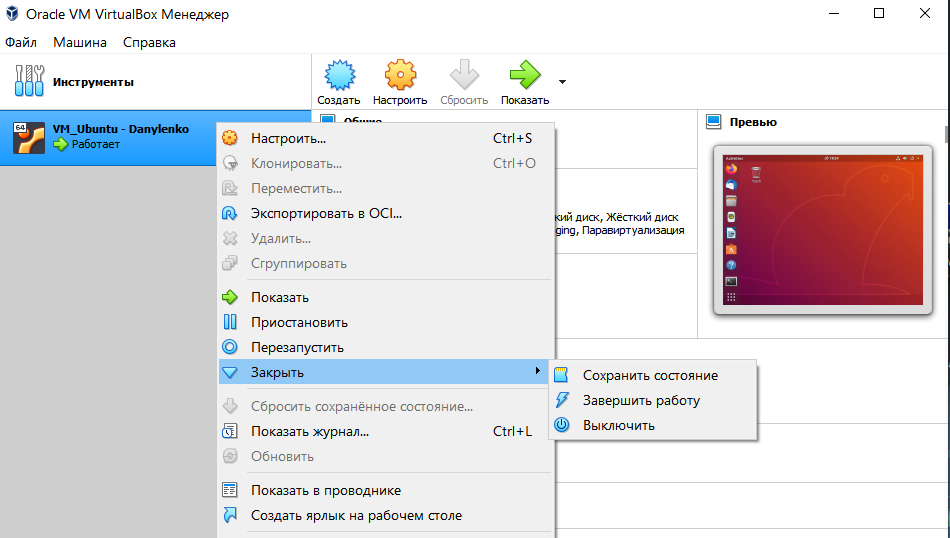 Oracle VM VirtualBox Менеджер
Файл Машина Справка
Инструменты
Создать Настроить Сбросить Показать
64
VM_Ubuntu - Danylenko
Работает
Общие
Превью
Настроить... Ctrl+S
Клонировать... Ctrl+O
Переместить...
Экспортировать в OCI...
Удалить...
Сгруппировать
Показать
Приостановить
Перезапустить
Закрыть
Сбросить сохранённое состояние...
Показать журнал... Ctrl+L
Обновить
Показать в проводнике
Создать ярлык на рабочем столе
Сохранить состояние
Завершить работу
Выключить
диск, Жёсткий диск
Паравиртуализация
Activities